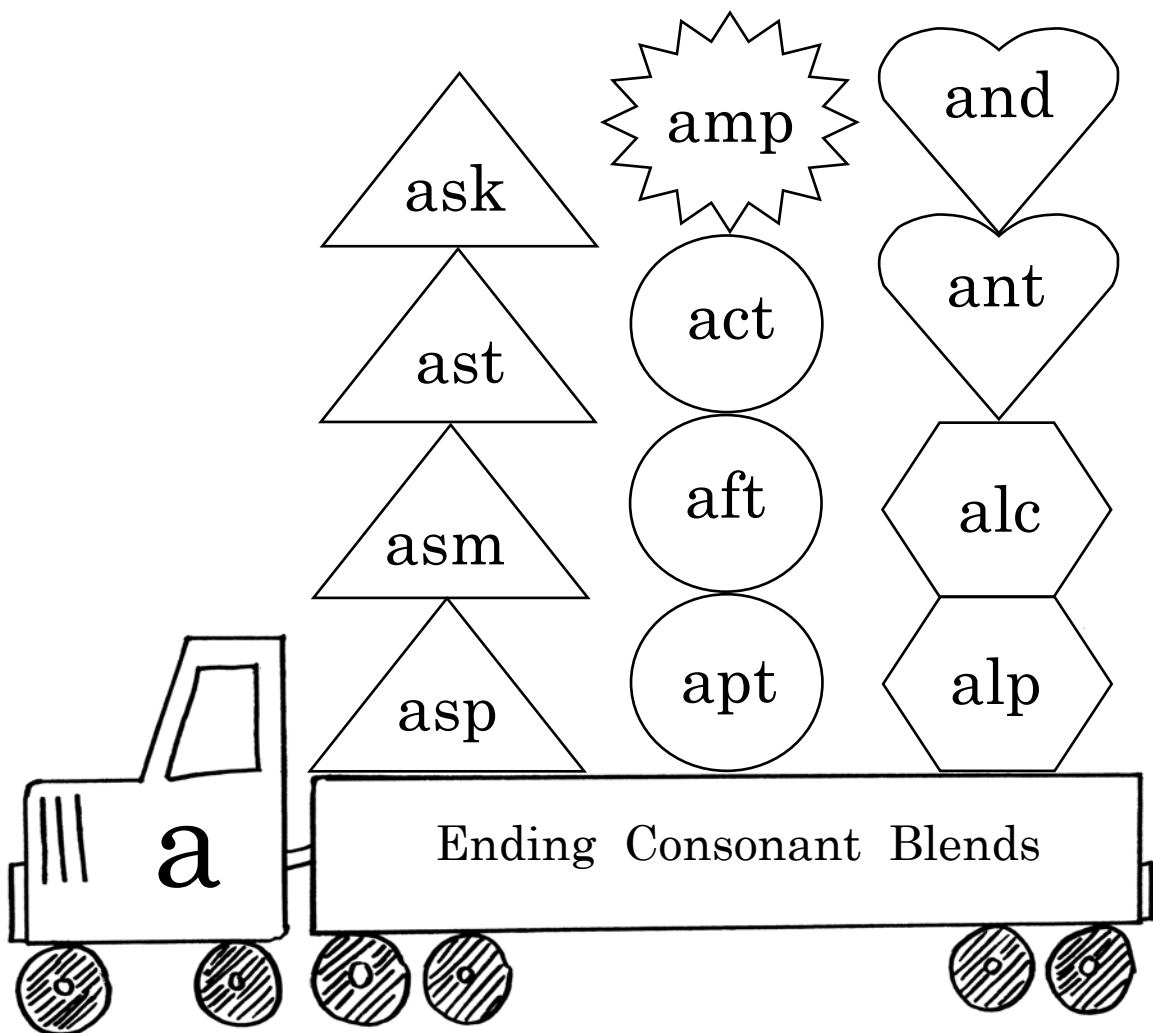 ask
ast
asm
asp
amp
act
aft
apt
and
ant
alc
alp
a
Ending Consonant Blends